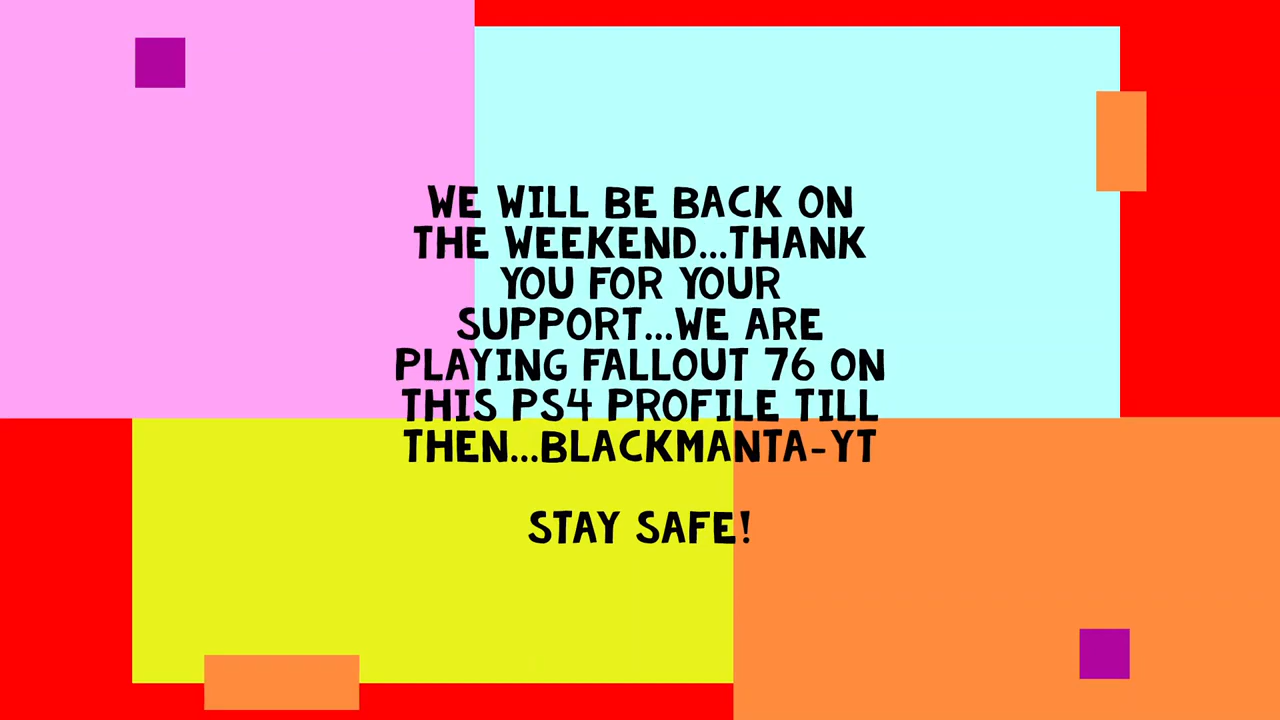 WE WILL BE BACK ON
THE WEEKEND...THANK
YOU FOR YOUR
SUPPORT...WE ARE
PLAYING FALLOUT 76 ON
THIS PS4 PROFILE TILL
THEN...BLACKMANTA-YT
STAY SAFE!